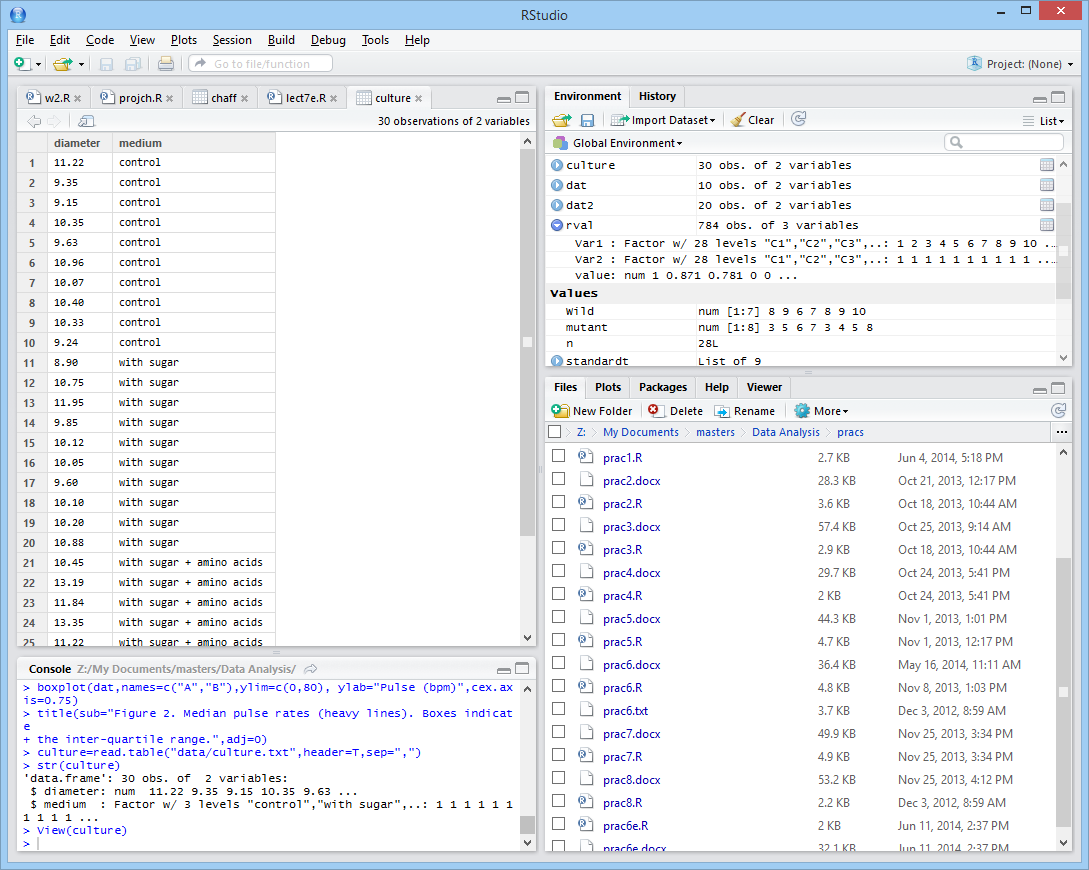 RStudio
File Edit Code View Plots Session Build Debug Tools Help
Go to file/function
Project: (None)
w2.R projch.R chaff lect7e.R culture
30 observations of 2 variables
diameter medium
1 11.22 control
2 9.35 control
3 9.15 control
4 10.35 control
5 9.63 control
6 10.96 control
7 10.07 control
8 10.40 control
9 10.33 control
10 9.24 control
11 8.90 with sugar
12 10.75 with sugar
13 11.95 with sugar
14 9.85 with sugar
15 10.12 with sugar
16 10.05 with sugar
17 9.60 with sugar
18 10.10 with sugar
19 10.20 with sugar
20 10.88 with sugar
21 10.45 with sugar + amino acids
22 13.19 with sugar + amino acids
23 11.84 with sugar + amino acids
24 13.35 with sugar + amino acids
25 11.22 with sugar + amino acids
Console Z:/My Documents/masters/Data Analysis/
> boxplot(dat,names=c("A","B"),ylim=c(0,80), ylab="Pulse (bpm)",cex.ax
is=0.75)
> title(sub="Figure 2. Median pulse rates (heavy lines). Boxes indicat
e
+ the inter-quartile range.",adj=0)
> culture=read.table("data/culture.txt",header=T,sep=",")
> str(culture)
'data.frame': 30 obs. of  2 variables:
$ diameter: num  11.22 9.35 9.15 10.35 9.63 ...
$ medium  : Factor w/ 3 levels "control","with sugar",..: 1 1 1 1 1 1
1 1 1 1 ...
> View(culture)
>
Environment History
Import Dataset Clear List
Global Environment
culture 30 obs. of 2 variables
dat 10 obs. of 2 variables
dat2 20 obs. of 2 variables
rval 784 obs. of 3 variables
Var1 : Factor w/ 28 levels "C1","C2","C3",..: 1 2 3 4 5 6 7 8 9 10 ...
Var2 : Factor w/ 28 levels "C1","C2","C3",..: 1 1 1 1 1 1 1 1 1 1 ...
value: num 1 0.871 0.781 0 0 ...
Values
Wild num [1:7] 8 9 6 7 8 9 10
mutant num [1:8] 3 5 6 7 3 4 5 8
n 28L
standardt List of 9
Files Plots Packages Help Viewer
New Folder Delete Rename More
Z: My Documents masters Data Analysis pracs ...
prac1.R 2.7 KB Jun 4, 2014, 5:18 PM
prac2.docx 28.3 KB Oct 21, 2013, 12:17 PM
prac2.R 3.6 KB Oct 18, 2013, 10:44 AM
prac3.docx 57.4 KB Oct 25, 2013, 9:14 AM
prac3.R 2.9 KB Oct 18, 2013, 10:44 AM
prac4.docx 29.7 KB Oct 24, 2013, 5:41 PM
prac4.R 2 KB Oct 24, 2013, 5:41 PM
prac5.docx 44.3 KB Nov 1, 2013, 1:01 PM
prac5.R 4.7 KB Nov 1, 2013, 12:17 PM
prac6.docx 36.4 KB May 16, 2014, 11:11 AM
prac6.R 4.8 KB Nov 8, 2013, 1:03 PM
prac6.txt 3.7 KB Dec 3, 2012, 8:59 AM
prac7.docx 49.9 KB Nov 25, 2013, 3:34 PM
prac7.R 4.9 KB Nov 25, 2013, 3:34 PM
prac8.docx 53.2 KB Nov 25, 2013, 4:12 PM
prac8.R 2.2 KB Dec 3, 2012, 8:59 AM
prac6e.R 2 KB Jun 11, 2014, 2:37 PM
prac6e.docx 32.1 KB Jun 11, 2014, 2:37 PM